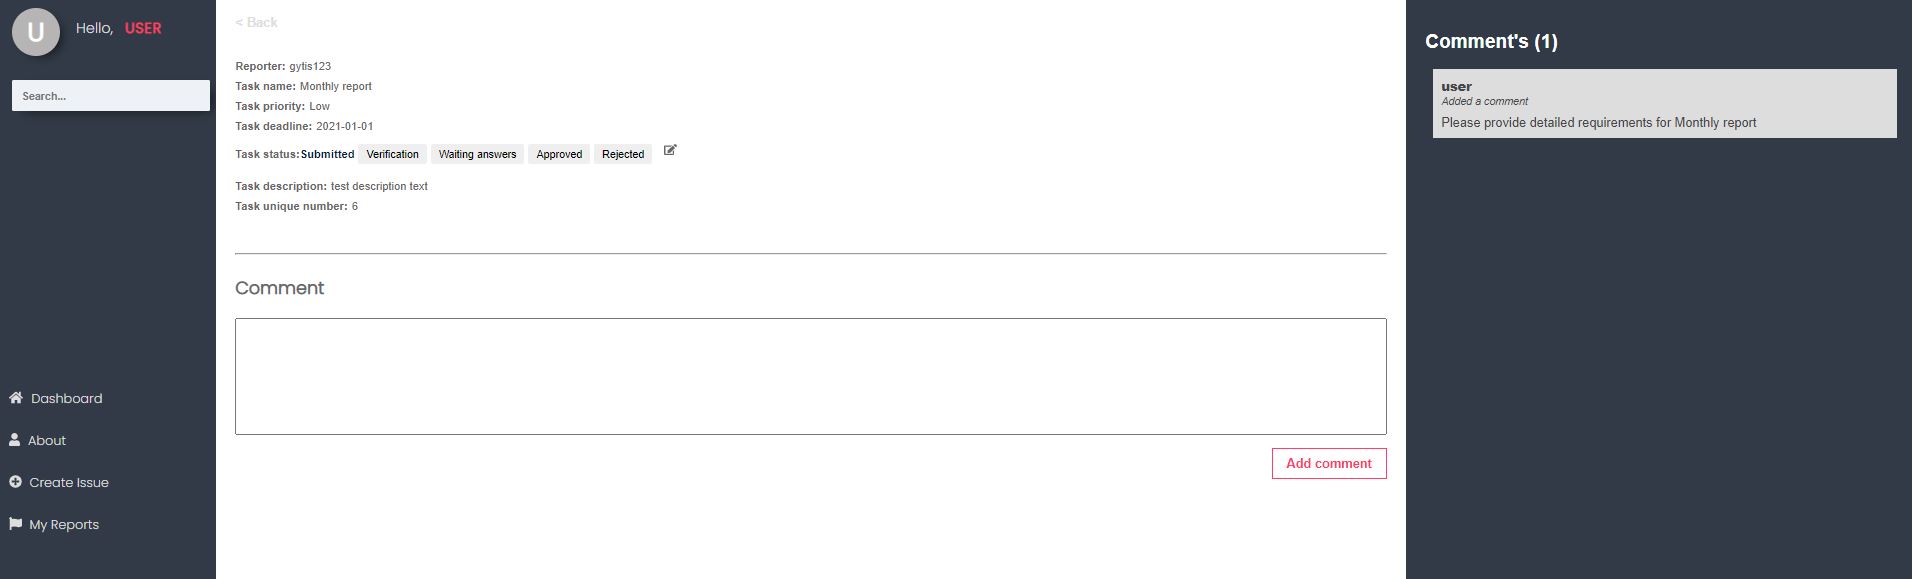 U
Hello, USER
Search...
Dashboard
About
Create Issue
My Reports
< Back
Reporter: gytis123
Task name: Monthly report
Task priority: Low
Task deadline: 2021-01-01
Task status:Submitted Verification Waiting answers Approved Rejected
Task description: test description text
Task unique number: 6
Comment
Add comment
Comment's (1)
user
Added a comment
Please provide detailed requirements for Monthly report